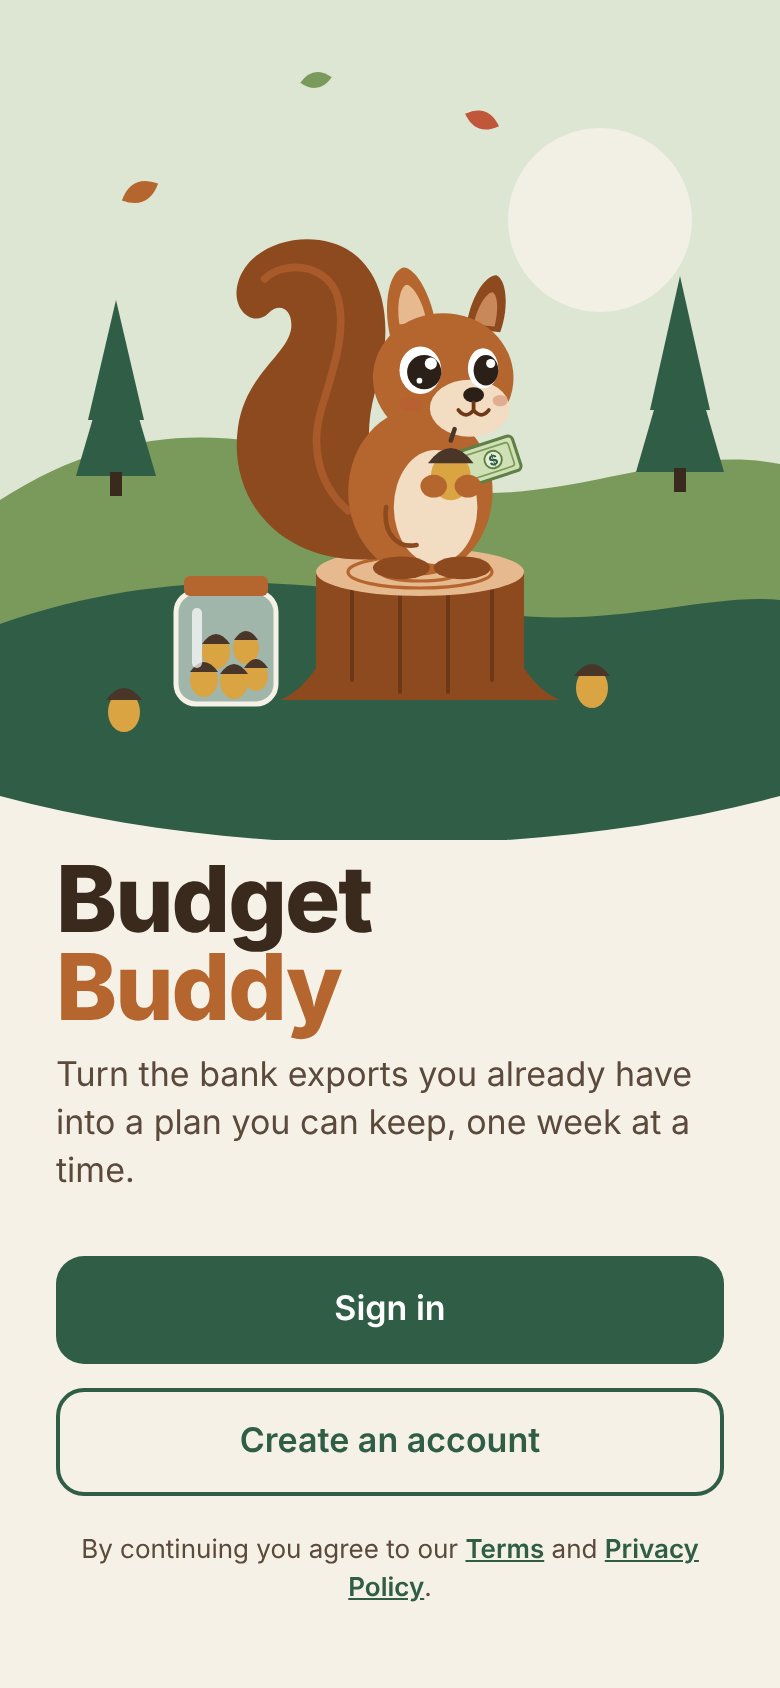 $
Budget
Buddy
Turn the bank exports you already have
into a plan you can keep, one week at a
time.
Sign in
Create an account
By continuing you agree to our Terms and Privacy
Policy.